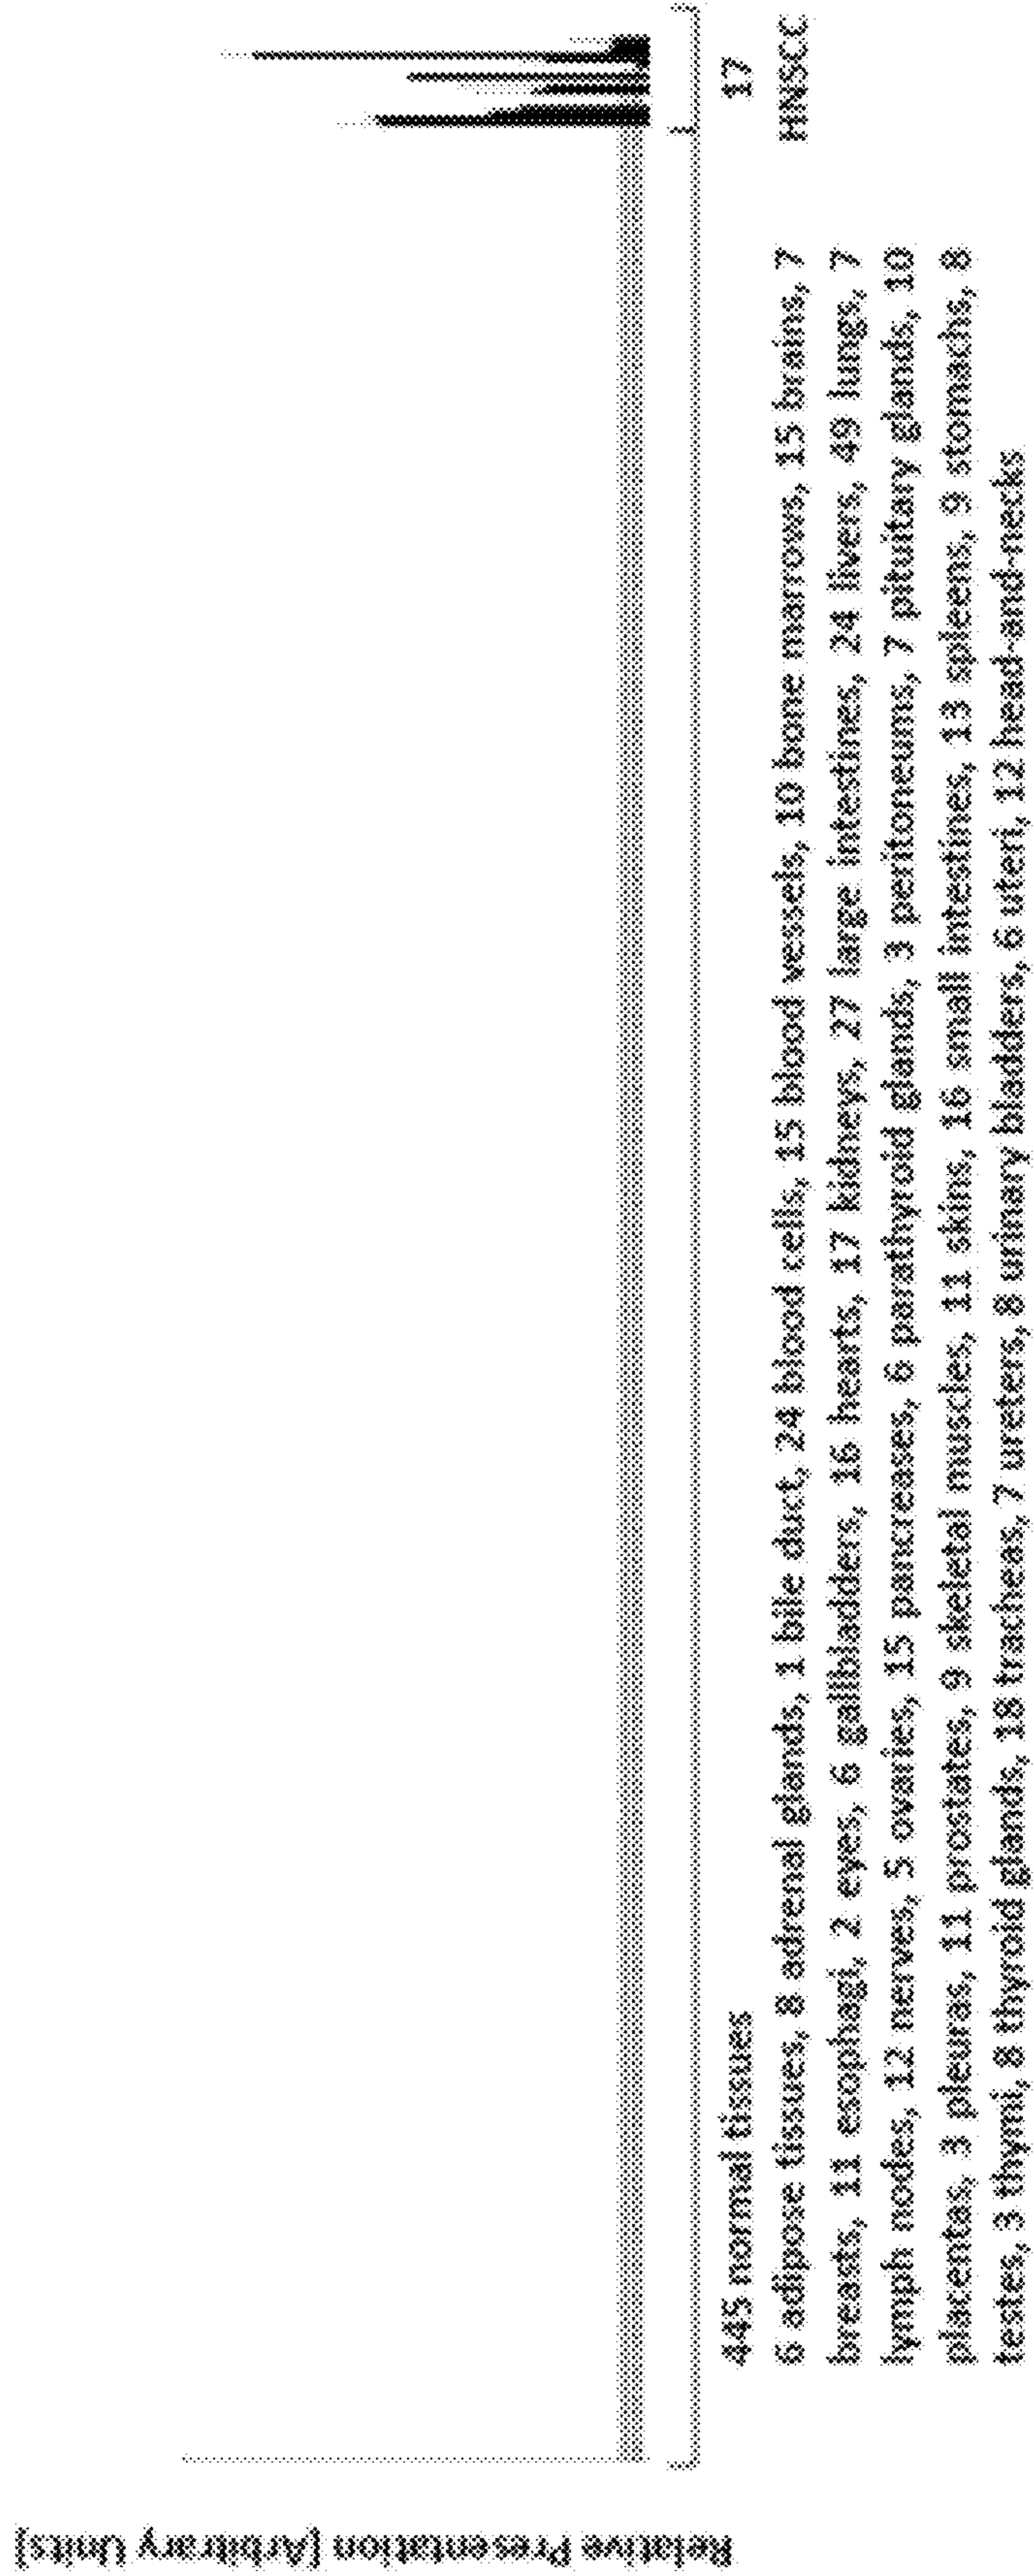 Relative Presentation [Arbitrary Units]
445 normal tissues
17
HNSCC
6 adipose tissues, 8 adrenal glands, 1 bile duct, 24 blood cells, 15 blood vessels, 10 bone marrows, 15 brains, 7
breasts, 11 esophagi, 2 eyes, 6 gallbladders, 16 hearts, 17 kidneys, 27 large intestines, 24 livers, 49 lungs, 7
lymph nodes, 12 nerves, 5 ovaries, 15 pancreases, 6 parathyroid glands, 3 peritoneums, 7 pituitary glands, 10
placentas, 3 pleuras, 11 prostates, 9 skeletal muscles, 11 skins, 16 small intestines, 13 spleens, 9 stomachs, 8
testes, 3 thymi, 8 thyroid glands, 18 tracheas, 7 ureters, 8 urinary bladders, 6 uteri, 12 head-and-necks